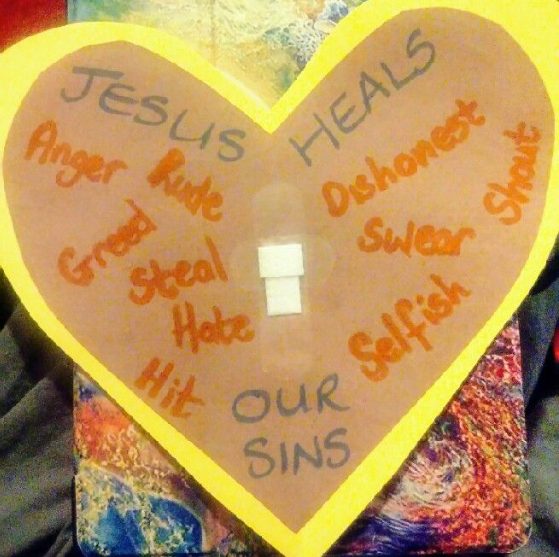 JESUS HEALS
Anger
Rude
Greed
Steal
Hate
Hit
Dishonest
Swear
Shout
Selfish
OUR
SINS